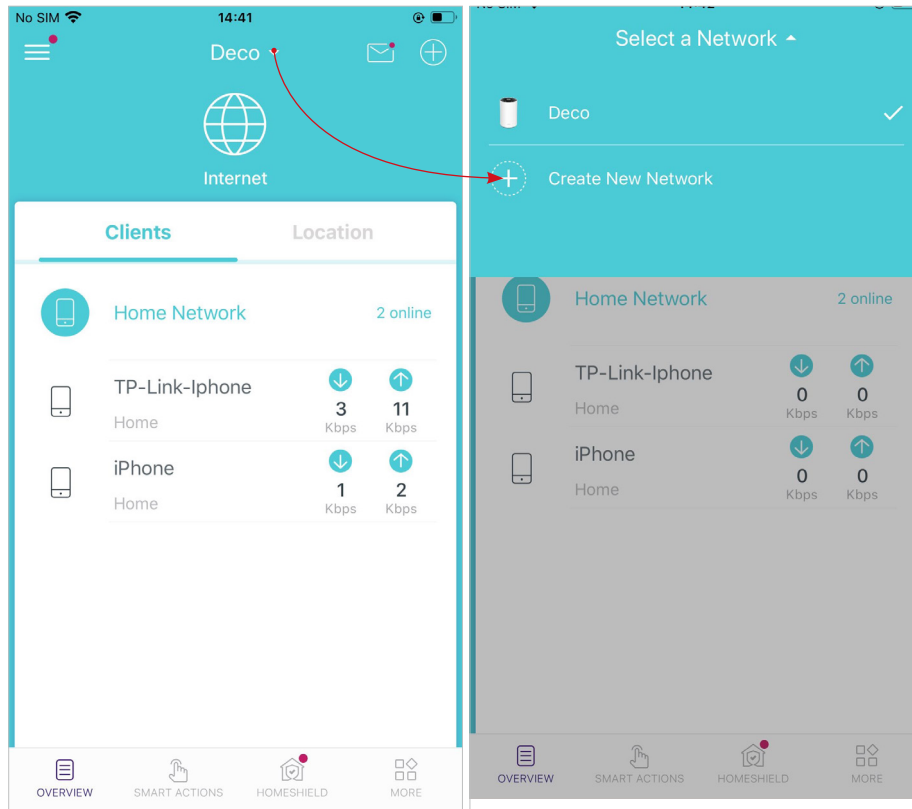 No SIM 14:41
Deco
Internet
Clients Location
Home Network 2 online
TP-Link-Iphone
Home
3 11
Kbps Kbps
iPhone
Home
1 2
Kbps Kbps
OVERVIEW SMART ACTIONS HOMESHIELD MORE
Select a Network
Deco
Create New Network
Home Network 2 online
TP-Link-Iphone
Home
0 0
Kbps Kbps
iPhone
Home
0 0
Kbps Kbps
OVERVIEW SMART ACTIONS HOMESHIELD MORE